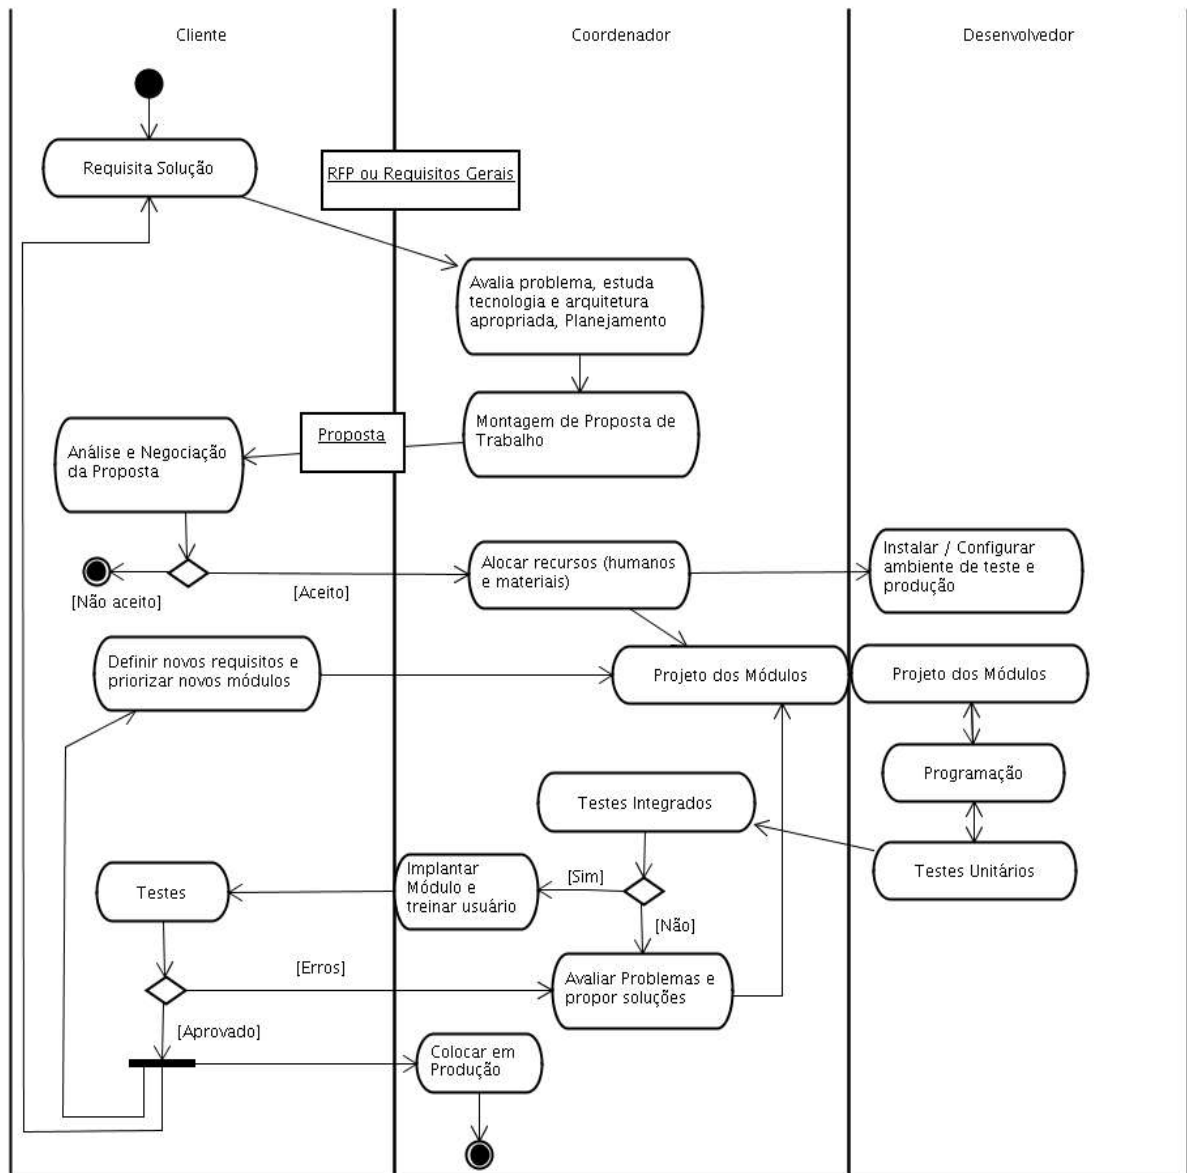 Cliente
Coordenador
Desenvolvedor
Requisita Solução
RFP ou Requisitos Gerais
Avalia problema, estuda
tecnologia e arquitetura
apropriada, Planejamento
Montagem de Proposta de
Trabalho
Proposta
Análise e Negociação
da Proposta
[Não aceito]
[Aceito]
Alocar recursos (humanos
e materiais)
Instalar / Configurar
ambiente de teste e
produção
Definir novos requisitos e
priorizar novos módulos
Projeto dos Módulos
Projeto dos Módulos
Programação
Testes Integrados
Testes Unitários
[Sim]
Implantar
Módulo e
treinar usuário
Testes
[Não]
[Erros]
Avaliar Problemas e
propor soluções
[Aprovado]
Colocar em
Produção